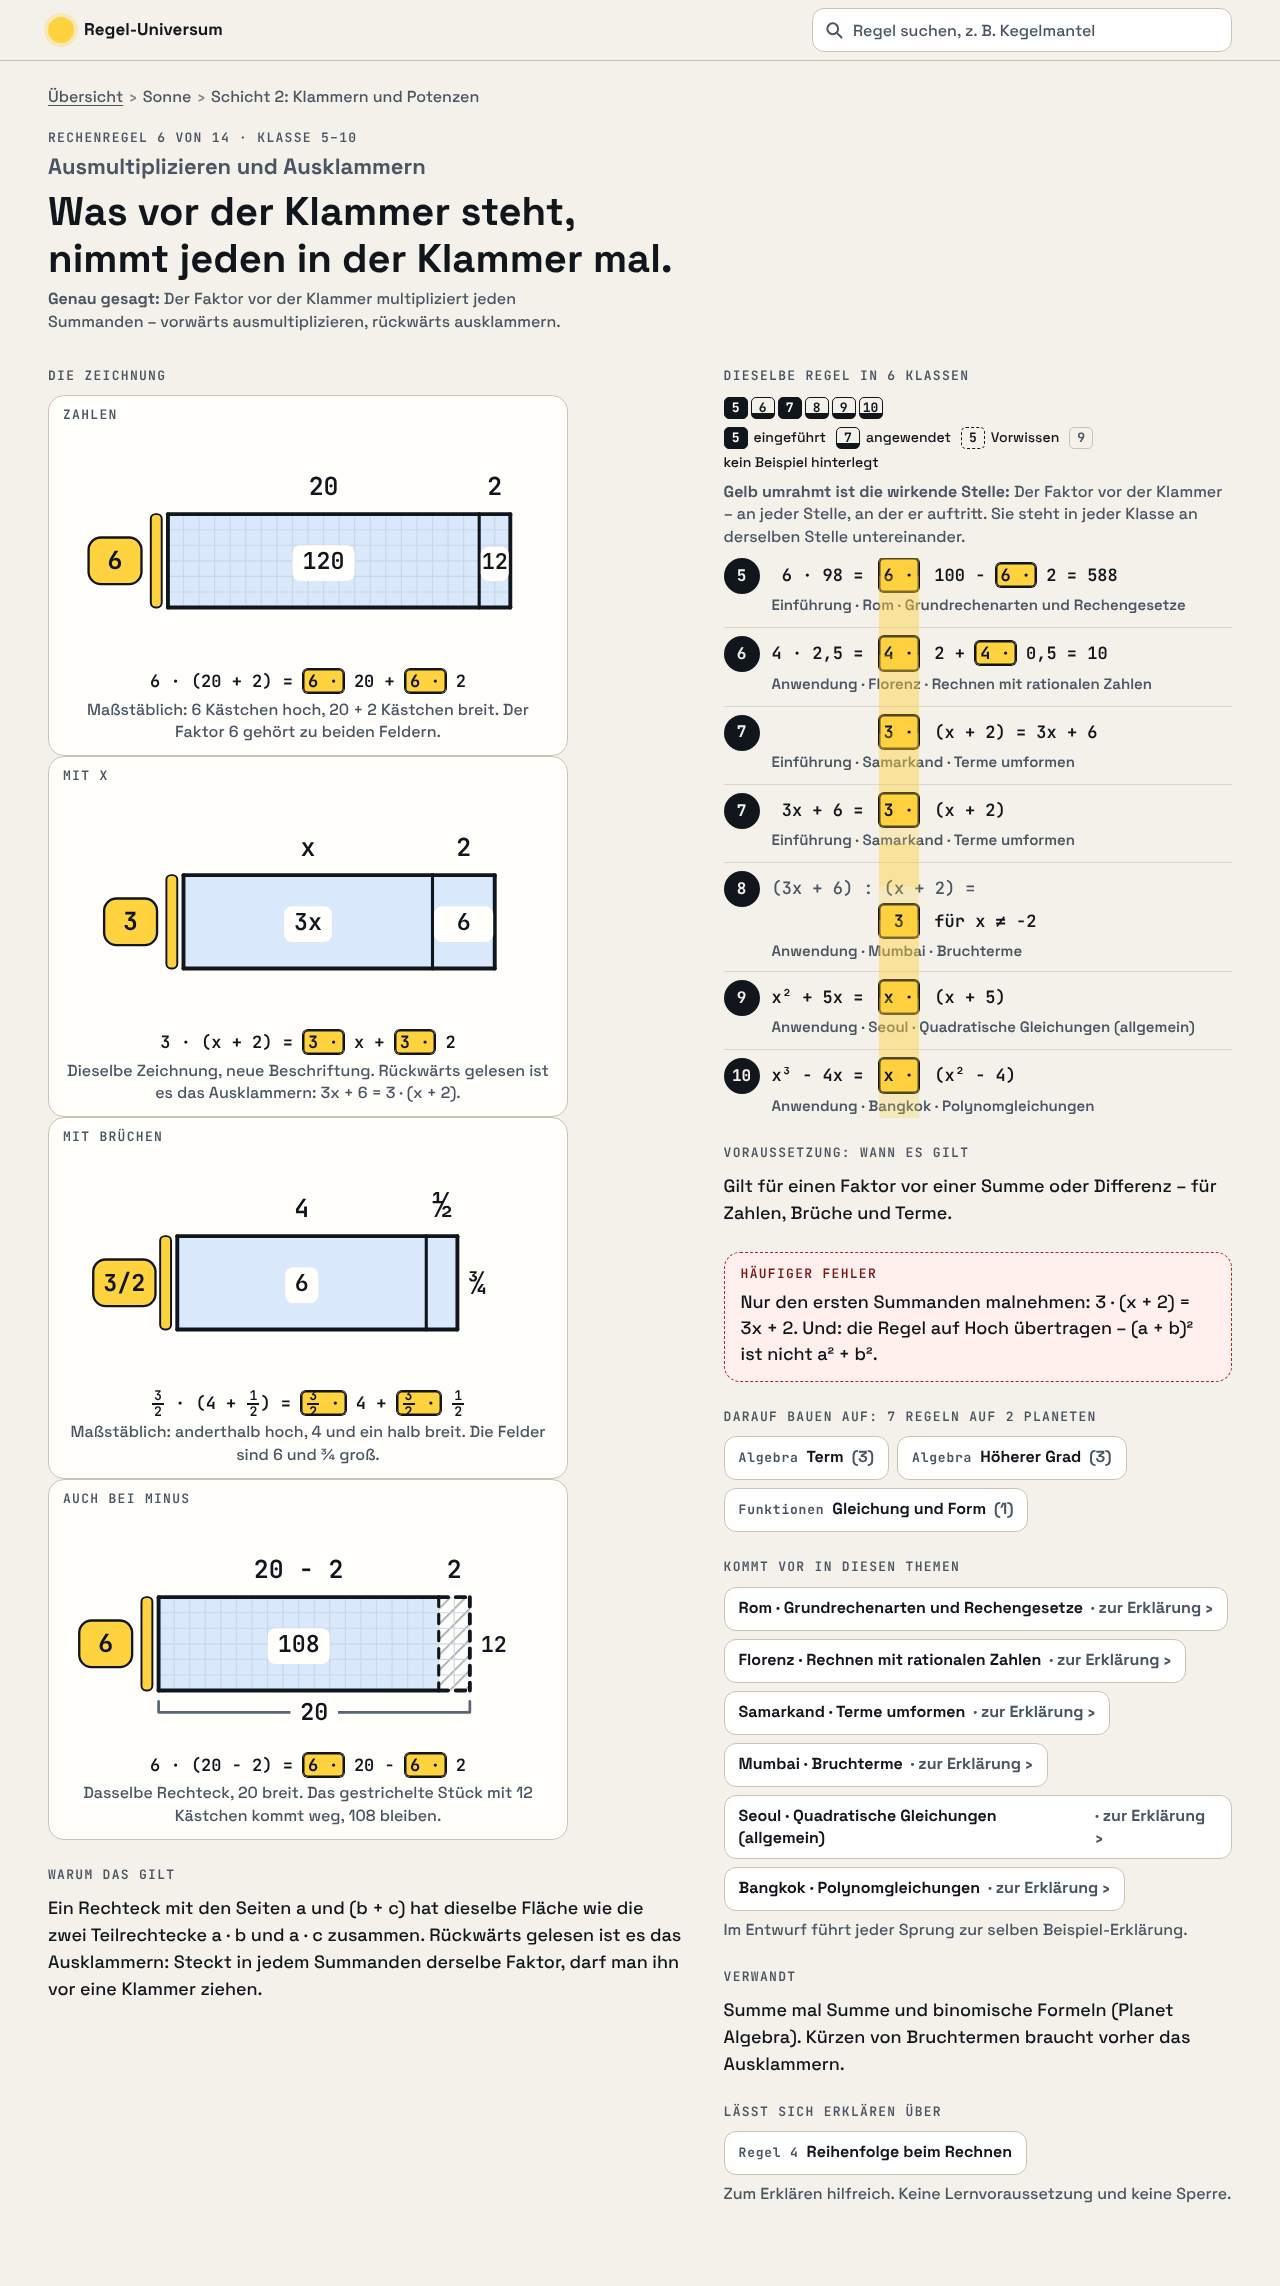 Regel-Universum
Regel suchen, z. B. Kegelmantel
Übersicht > Sonne > Schicht 2: Klammern und Potenzen
RECHENREGEL 6 VON 14 · KLASSE 5–10
Ausmultiplizieren und Ausklammern
Was vor der Klammer steht,
nimmt jeden in der Klammer mal.
Genau gesagt: Der Faktor vor der Klammer multipliziert jeden
Summanden – vorwärts ausmultiplizieren, rückwärts ausklammern.
DIE ZEICHNUNG
ZAHLEN
20 2
6 120 12
6 · (20 + 2) = 6 · 20 + 6 · 2
Maßstäblich: 6 Kästchen hoch, 20 + 2 Kästchen breit. Der
Faktor 6 gehört zu beiden Feldern.
MIT X
x 2
3 3x 6
3 · (x + 2) = 3 · x + 3 · 2
Dieselbe Zeichnung, neue Beschriftung. Rückwärts gelesen ist
es das Ausklammern: 3x + 6 = 3 · (x + 2).
MIT BRÜCHEN
4 ½
3/2 6 ¾
3/2 · (4 + 1/2) = 3/2 · 4 + 3/2 · 1/2
Maßstäblich: anderthalb hoch, 4 und ein halb breit. Die Felder
sind 6 und ¾ groß.
AUCH BEI MINUS
20 - 2 2
6 108 12
20
6 · (20 - 2) = 6 · 20 - 6 · 2
Dasselbe Rechteck, 20 breit. Das gestrichelte Stück mit 12
Kästchen kommt weg, 108 bleiben.
WARUM DAS GILT
Ein Rechteck mit den Seiten a und (b + c) hat dieselbe Fläche wie die
zwei Teilrechtecke a · b und a · c zusammen. Rückwärts gelesen ist es das
Ausklammern: Steckt in jedem Summanden derselbe Faktor, darf man ihn
vor eine Klammer ziehen.
DIESELBE REGEL IN 6 KLASSEN
5 6 7 8 9 10
5 eingeführt 7 angewendet 5 Vorwissen 9
kein Beispiel hinterlegt
Gelb umrahmt ist die wirkende Stelle: Der Faktor vor der Klammer
– an jeder Stelle, an der er auftritt. Sie steht in jeder Klasse an
derselben Stelle untereinander.
5 6 · 98 = 6 · 100 - 6 · 2 = 588
Einführung · Rom · Grundrechenarten und Rechengesetze
6 4 · 2,5 = 4 · 2 + 4 · 0,5 = 10
Anwendung · Florenz · Rechnen mit rationalen Zahlen
7 3 · (x + 2) = 3x + 6
Einführung · Samarkand · Terme umformen
7 3x + 6 = 3 · (x + 2)
Einführung · Samarkand · Terme umformen
8 (3x + 6) : (x + 2) =
3 für x ≠ -2
Anwendung · Mumbai · Bruchterme
9 x² + 5x = x · (x + 5)
Anwendung · Seoul · Quadratische Gleichungen (allgemein)
10 x³ - 4x = x · (x² - 4)
Anwendung · Bangkok · Polynomgleichungen
VORAUSSETZUNG: WANN ES GILT
Gilt für einen Faktor vor einer Summe oder Differenz – für
Zahlen, Brüche und Terme.
HÄUFIGER FEHLER
Nur den ersten Summanden malnehmen: 3 · (x + 2) =
3x + 2. Und: die Regel auf Hoch übertragen – (a + b)²
ist nicht a² + b².
DARAUF BAUEN AUF: 7 REGELN AUF 2 PLANETEN
Algebra Term (3) Algebra Höherer Grad (3)
Funktionen Gleichung und Form (1)
KOMMT VOR IN DIESEN THEMEN
Rom · Grundrechenarten und Rechengesetze · zur Erklärung >
Florenz · Rechnen mit rationalen Zahlen · zur Erklärung >
Samarkand · Terme umformen · zur Erklärung >
Mumbai · Bruchterme · zur Erklärung >
Seoul · Quadratische Gleichungen · zur Erklärung
(allgemein) >
Bangkok · Polynomgleichungen · zur Erklärung >
Im Entwurf führt jeder Sprung zur selben Beispiel-Erklärung.
VERWANDT
Summe mal Summe und binomische Formeln (Planet
Algebra). Kürzen von Bruchtermen braucht vorher das
Ausklammern.
LÄSST SICH ERKLÄREN ÜBER
Regel 4 Reihenfolge beim Rechnen
Zum Erklären hilfreich. Keine Lernvoraussetzung und keine Sperre.